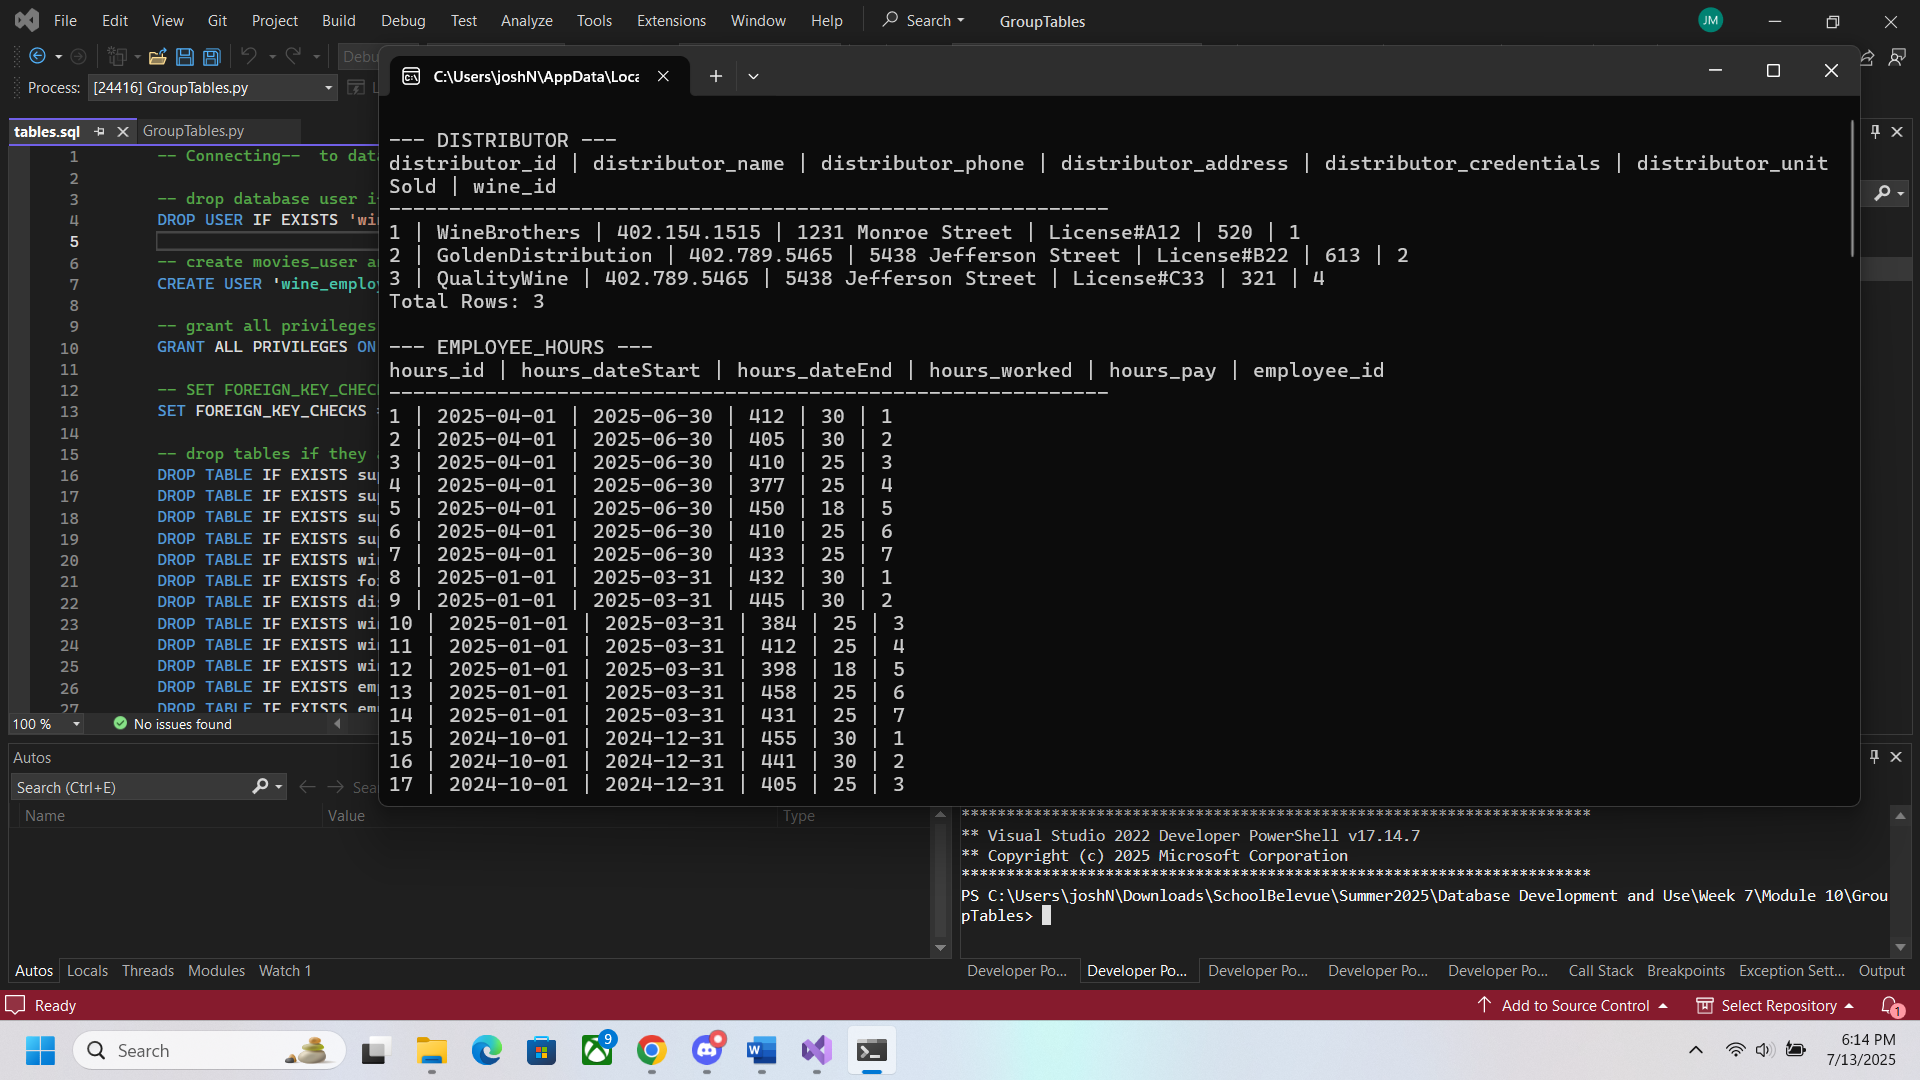 File Edit View Git Project Build Debug Test Analyze Tools Extensions Window Help Search GroupTables JM
Process: [24416] GroupTables.py
C:\Users\joshN\AppData\Loca
tables.sql GroupTables.py
1 -- Connecting-- to data
2
3 -- drop database user i
4 DROP USER IF EXISTS 'wi
5
6 -- create movies_user a
7 CREATE USER 'wine_employ
8
9 -- grant all privileges
10 GRANT ALL PRIVILEGES ON
11
12 -- SET FOREIGN_KEY_CHEC
13 SET FOREIGN_KEY_CHECKS
14
15 -- drop tables if they
16 DROP TABLE IF EXISTS sup
17 DROP TABLE IF EXISTS sup
18 DROP TABLE IF EXISTS sup
19 DROP TABLE IF EXISTS sup
20 DROP TABLE IF EXISTS win
21 DROP TABLE IF EXISTS fo
22 DROP TABLE IF EXISTS dis
23 DROP TABLE IF EXISTS win
24 DROP TABLE IF EXISTS win
25 DROP TABLE IF EXISTS win
26 DROP TABLE IF EXISTS emp
27 DROP TABLE IF EXISTS emp
100 % No issues found
--- DISTRIBUTOR ---
distributor_id | distributor_name | distributor_phone | distributor_address | distributor_credentials | distributor_unit
Sold | wine_id
------------------------------------------------------------
1 | WineBrothers | 402.154.1515 | 1231 Monroe Street | License#A12 | 520 | 1
2 | GoldenDistribution | 402.789.5465 | 5438 Jefferson Street | License#B22 | 613 | 2
3 | QualityWine | 402.789.5465 | 5438 Jefferson Street | License#C33 | 321 | 4
Total Rows: 3
--- EMPLOYEE_HOURS ---
hours_id | hours_dateStart | hours_dateEnd | hours_worked | hours_pay | employee_id
------------------------------------------------------------
1 | 2025-04-01 | 2025-06-30 | 412 | 30 | 1
2 | 2025-04-01 | 2025-06-30 | 405 | 30 | 2
3 | 2025-04-01 | 2025-06-30 | 410 | 25 | 3
4 | 2025-04-01 | 2025-06-30 | 377 | 25 | 4
5 | 2025-04-01 | 2025-06-30 | 450 | 18 | 5
6 | 2025-04-01 | 2025-06-30 | 410 | 25 | 6
7 | 2025-04-01 | 2025-06-30 | 433 | 25 | 7
8 | 2025-01-01 | 2025-03-31 | 432 | 30 | 1
9 | 2025-01-01 | 2025-03-31 | 445 | 30 | 2
10 | 2025-01-01 | 2025-03-31 | 384 | 25 | 3
11 | 2025-01-01 | 2025-03-31 | 412 | 25 | 4
12 | 2025-01-01 | 2025-03-31 | 398 | 18 | 5
13 | 2025-01-01 | 2025-03-31 | 458 | 25 | 6
14 | 2025-01-01 | 2025-03-31 | 431 | 25 | 7
15 | 2024-10-01 | 2024-12-31 | 455 | 30 | 1
16 | 2024-10-01 | 2024-12-31 | 441 | 30 | 2
17 | 2024-10-01 | 2024-12-31 | 405 | 25 | 3
Autos
Search (Ctrl+E)
Name Value Type
Autos Locals Threads Modules Watch 1
**********************************************************************
** Visual Studio 2022 Developer PowerShell v17.14.7
** Copyright (c) 2025 Microsoft Corporation
**********************************************************************
PS C:\Users\joshN\Downloads\SchoolBelevue\Summer2025\Database Development and Use\Week 7\Module 10\Grou
pTables>
Developer Po... Developer Po... Developer Po... Developer Po... Developer Po... Call Stack Breakpoints Exception Sett... Output
Ready Add to Source Control Select Repository 1
Search 9 6:14 PM
7/13/2025